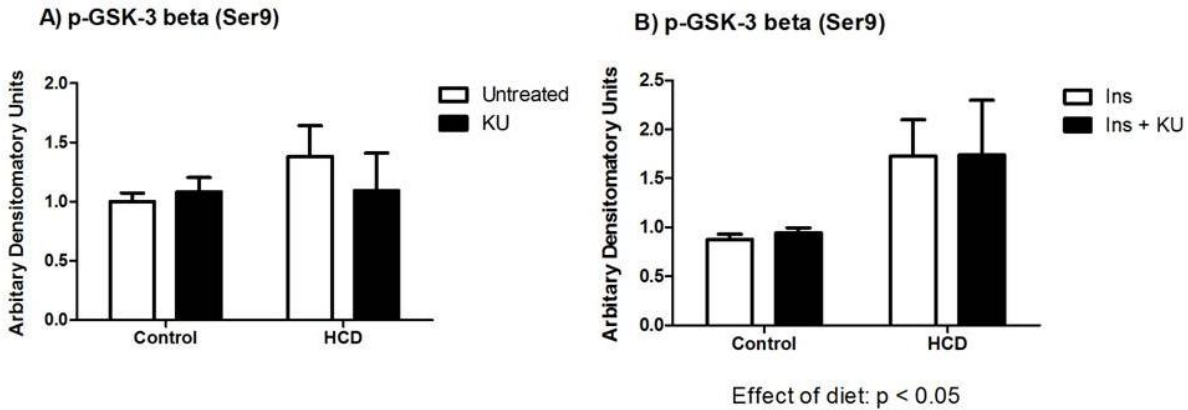 A) p-GSK-3 beta (Ser9)
Arbitary Densitomatory Units
2.0
1.5
1.0
0.5
0.0
Control
HCD
Untreated
KU
B) p-GSK-3 beta (Ser9)
Arbitary Densitomatory Units
2.5
2.0
1.5
1.0
0.5
0.0
Control
HCD
Ins
Ins + KU
Effect of diet: p < 0.05